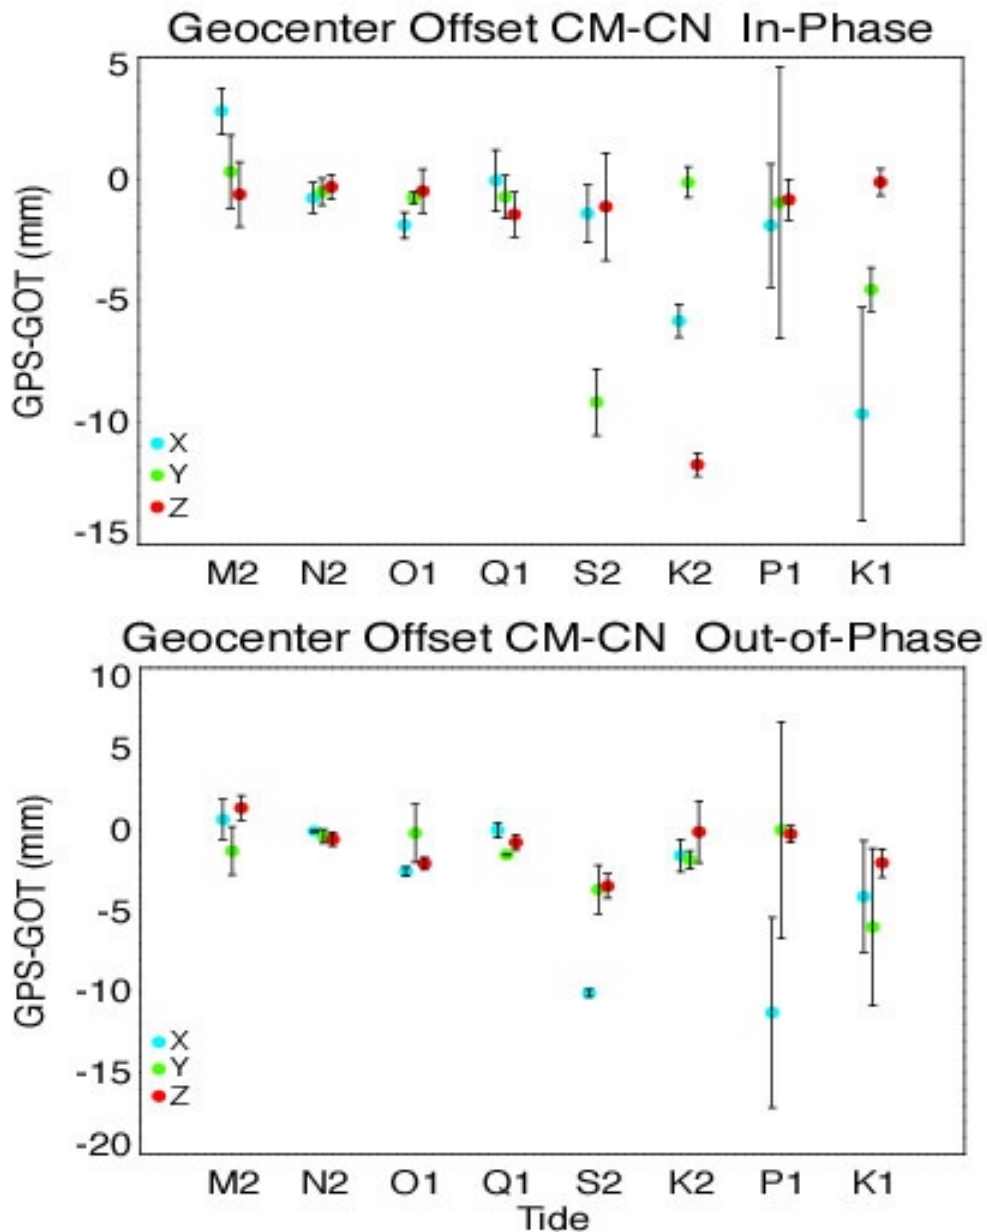 Geocenter Offset CM-CN In-Phase
GPS-GOT (mm)
5
0
-5
-10
-15
X
Y
Z
M2 N2 O1 Q1 S2 K2 P1 K1
Geocenter Offset CM-CN Out-of-Phase
GPS-GOT (mm)
10
5
0
-5
-10
-15
-20
X
Y
Z
M2 N2 O1 Q1 S2 K2 P1 K1
Tide